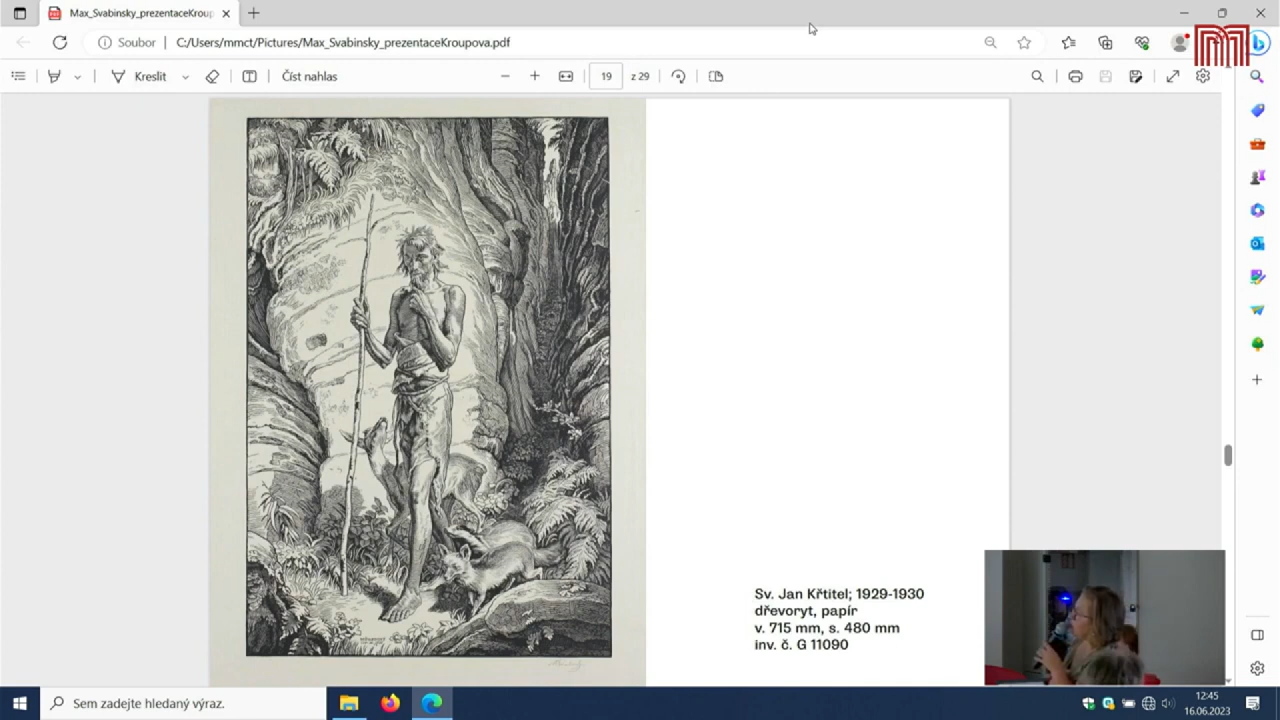 Max_Svabinsky_prezentaceKroup
Soubor
C:/Users/mmct/Pictures/Max_Svabinsky_prezentaceKroupova.pdf
Kreslit
Číst nahlas
19
z 29
Sv. Jan Křtitel; 1929-1930
dřevoryt, papír
v. 715 mm, s. 480 mm
inv. č. G 11090
Sem zadejte hledaný výraz.
12:45
16.06.2023